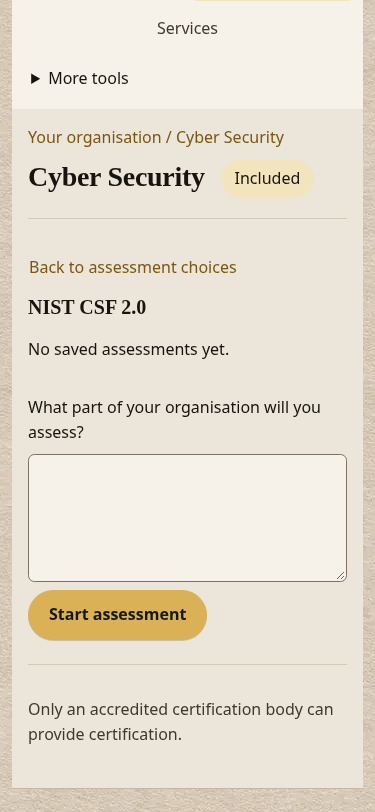 Services
More tools
Your organisation / Cyber Security
Cyber Security
Included
Back to assessment choices
NIST CSF 2.0
No saved assessments yet.
What part of your organisation will you
assess?
Start assessment
Only an accredited certification body can
provide certification.